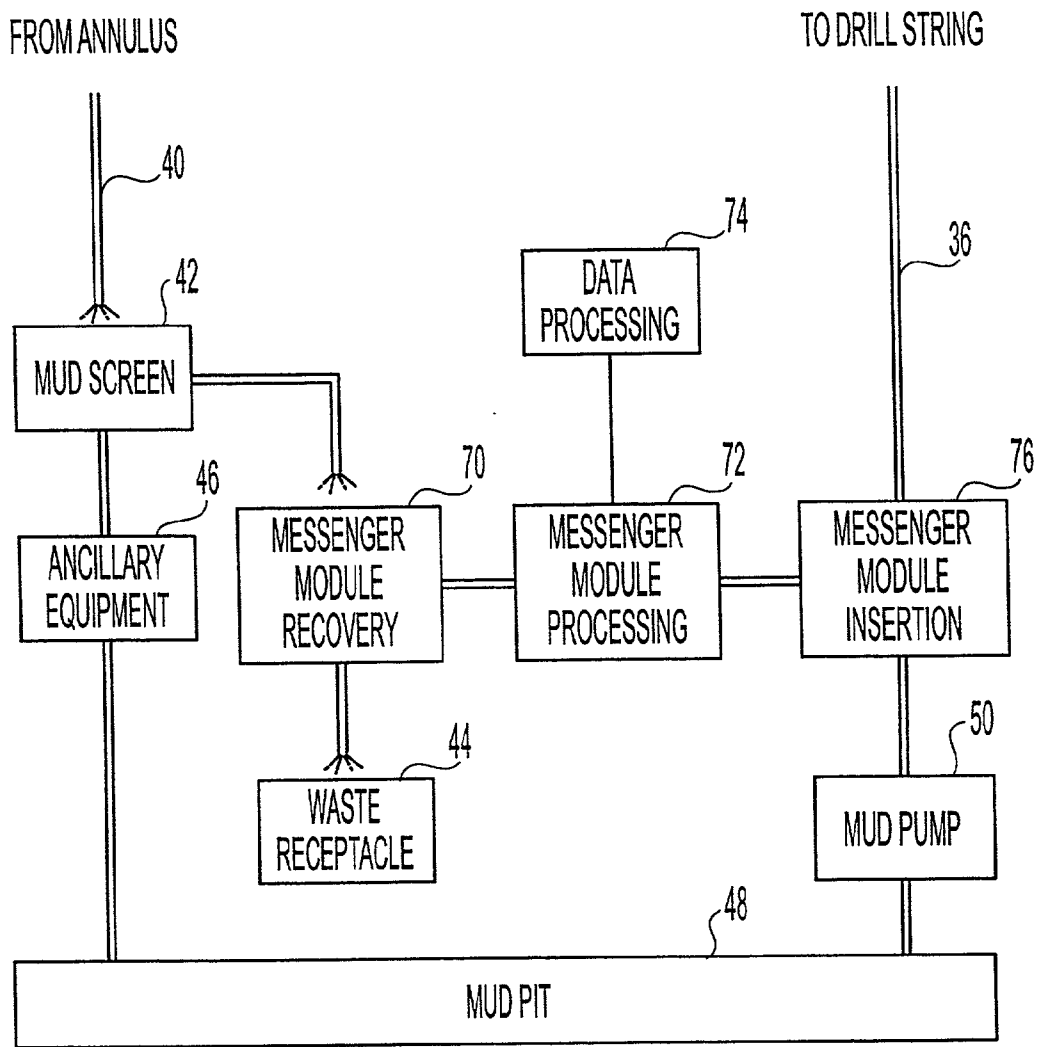 FROM ANNULUS
TO DRILL STRING
40
74
36
42
DATA
PROCESSING
MUD SCREEN
70
72
76
46
MESSENGER
MODULE
RECOVERY
MESSENGER
MODULE
PROCESSING
MESSENGER
MODULE
INSERTION
ANCILLARY
EQUIPMENT
44
50
WASTE
RECEPTACLE
MUD PUMP
48
MUD PIT